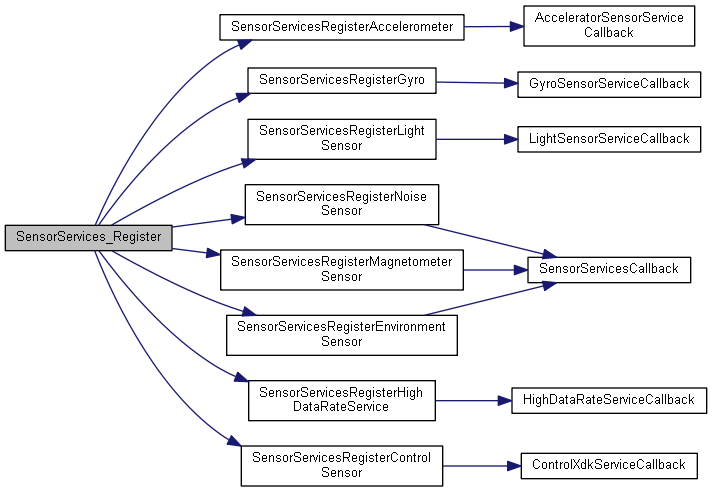 SensorServices_Register
SensorServicesRegisterAccelerometer
SensorServicesRegisterGyro
SensorServicesRegisterLight
Sensor
SensorServicesRegisterNoise
Sensor
SensorServicesRegisterMagnetometer
Sensor
SensorServicesRegisterEnvironment
Sensor
SensorServicesRegisterHigh
DataRateService
SensorServicesRegisterControl
Sensor
AcceleratorSensorService
Callback
GyroSensorServiceCallback
LightSensorServiceCallback
SensorServicesCallback
HighDataRateServiceCallback
ControlXdkServiceCallback